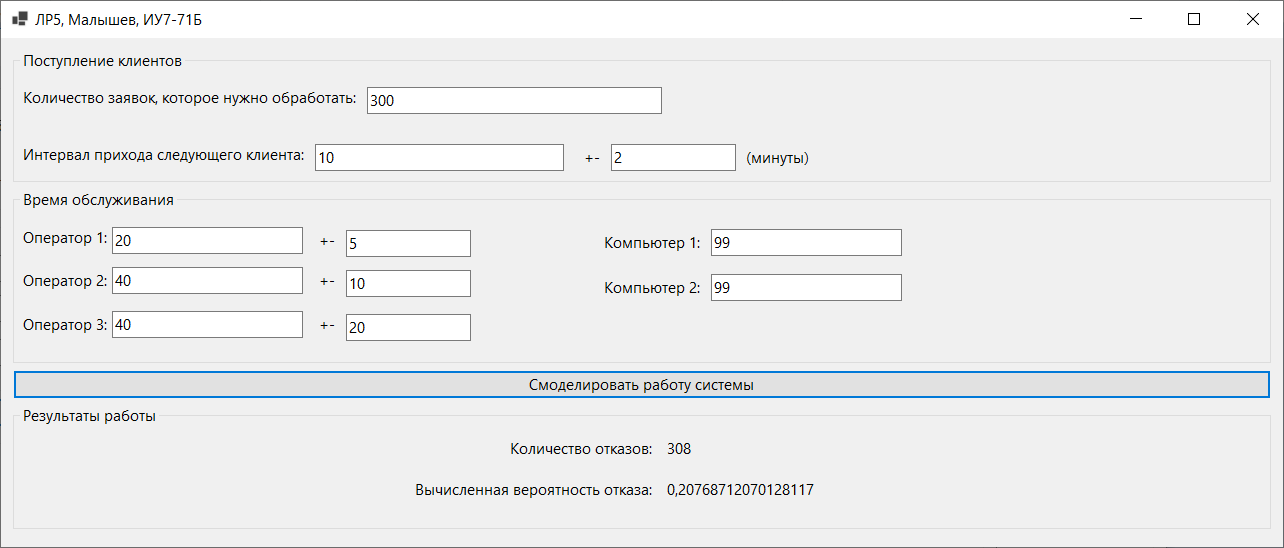 ЛР5, Малышев, ИУ7-71Б
Поступление клиентов
Количество заявок, которое нужно обработать: 300
Интервал прихода следующего клиента: 10 +- 2 (минуты)
Время обслуживания
Оператор 1: 20 +- 5 Компьютер 1: 99
Оператор 2: 40 +- 10 Компьютер 2: 99
Оператор 3: 40 +- 20
Смоделировать работу системы
Результаты работы
Количество отказов: 308
Вычисленная вероятность отказа: 0,20768712070128117